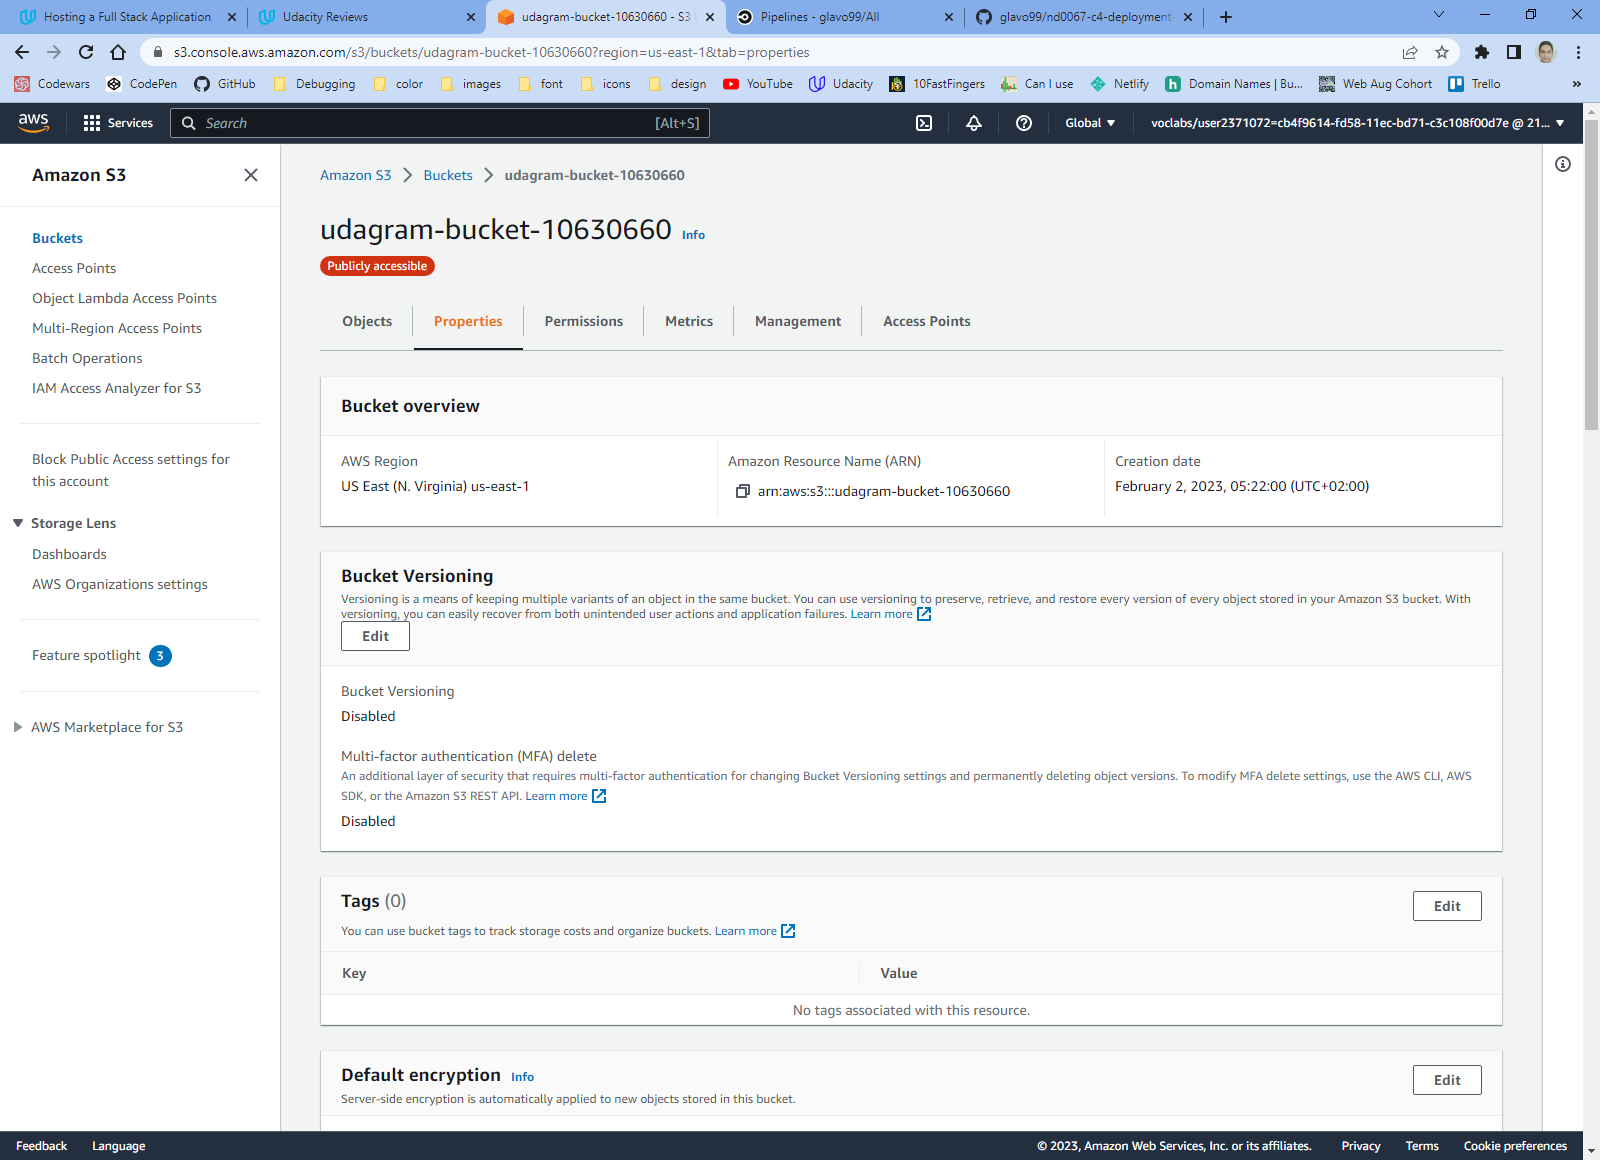 Hosting a Full Stack Application
Udacity Reviews
udagram-bucket-10630660 - S3
Pipelines - glavo99/All
glavo99/nd0067-c4-deployment-
s3.console.aws.amazon.com/s3/buckets/udagram-bucket-10630660?region=us-east-1&tab=properties
Codewars CodePen GitHub Debugging color images font icons design YouTube Udacity 10FastFingers Can I use Netlify Domain Names | Bu... Web Aug Cohort Trello »
aws Services Search [Alt+S] Global voclabs/user2371072=cb4f9614-fd58-11ec-bd71-c3c108f00d7e @ 21...
Amazon S3
Buckets
Access Points
Object Lambda Access Points
Multi-Region Access Points
Batch Operations
IAM Access Analyzer for S3
Block Public Access settings for
this account
Storage Lens
Dashboards
AWS Organizations settings
Feature spotlight 3
AWS Marketplace for S3
Amazon S3 Buckets udagram-bucket-10630660
udagram-bucket-10630660 Info
Publicly accessible
Objects Properties Permissions Metrics Management Access Points
Bucket overview
AWS Region
US East (N. Virginia) us-east-1
Amazon Resource Name (ARN)
arn:aws:s3:::udagram-bucket-10630660
Creation date
February 2, 2023, 05:22:00 (UTC+02:00)
Bucket Versioning
Versioning is a means of keeping multiple variants of an object in the same bucket. You can use versioning to preserve, retrieve, and restore every version of every object stored in your Amazon S3 bucket. With
versioning, you can easily recover from both unintended user actions and application failures. Learn more
Edit
Bucket Versioning
Disabled
Multi-factor authentication (MFA) delete
An additional layer of security that requires multi-factor authentication for changing Bucket Versioning settings and permanently deleting object versions. To modify MFA delete settings, use the AWS CLI, AWS
SDK, or the Amazon S3 REST API. Learn more
Disabled
Tags (0)
Edit
You can use bucket tags to track storage costs and organize buckets. Learn more
Key Value
No tags associated with this resource.
Default encryption Info
Edit
Server-side encryption is automatically applied to new objects stored in this bucket.
Feedback Language © 2023, Amazon Web Services, Inc. or its affiliates. Privacy Terms Cookie preferences